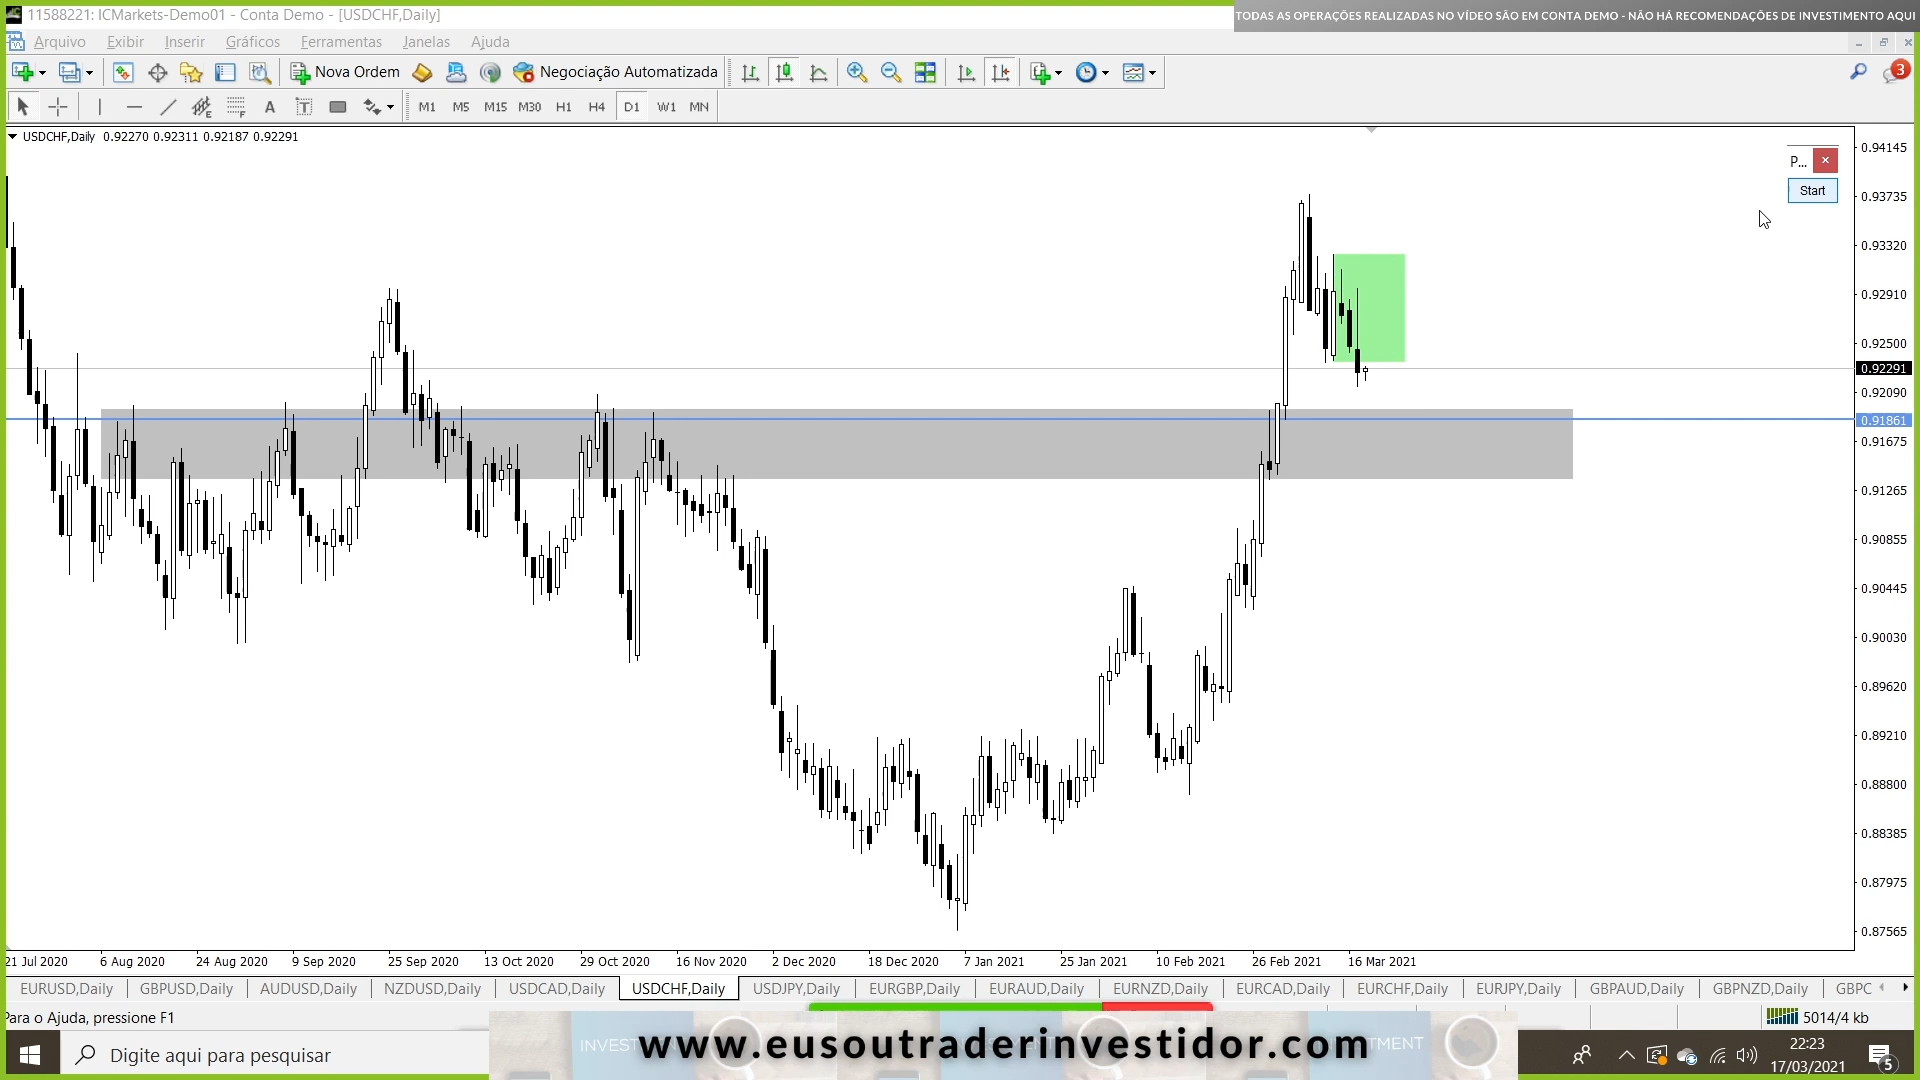 11588221: ICMarkets-Demo01 - Conta Demo - [USDCHF,Daily]
TODAS AS OPERAÇÕES REALIZADAS NO VÍDEO SÃO EM CONTA DEMO - NÃO HÁ RECOMENDAÇÕES DE INVESTIMENTO AQUI
Arquivo Exibir Inserir Gráficos Ferramentas Janelas Ajuda
Nova Ordem Negociação Automatizada 3
A T M1 M5 M15 M30 H1 H4 D1 W1 MN
USDCHF,Daily 0.92270 0.92311 0.92187 0.92291
0.94145
P...
Start
0.93735
0.93320
0.92910
0.92500
0.92291
0.92090
0.91861
0.91675
0.91265
0.90855
0.90445
0.90030
0.89620
0.89210
0.88800
0.88385
0.87975
0.87565
21 Jul 2020 6 Aug 2020 24 Aug 2020 9 Sep 2020 25 Sep 2020 13 Oct 2020 29 Oct 2020 16 Nov 2020 2 Dec 2020 18 Dec 2020 7 Jan 2021 25 Jan 2021 10 Feb 2021 26 Feb 2021 16 Mar 2021
EURUSD,Daily GBPUSD,Daily AUDUSD,Daily NZDUSD,Daily USDCAD,Daily USDCHF,Daily USDJPY,Daily EURGBP,Daily EURAUD,Daily EURNZD,Daily EURCAD,Daily EURCHF,Daily EURJPY,Daily GBPAUD,Daily GBPNZD,Daily GBPC
Para o Ajuda, pressione F1
5014/4 kb
Digite aqui para pesquisar
www.eusoutraderinvestidor.com
22:23
17/03/2021
5